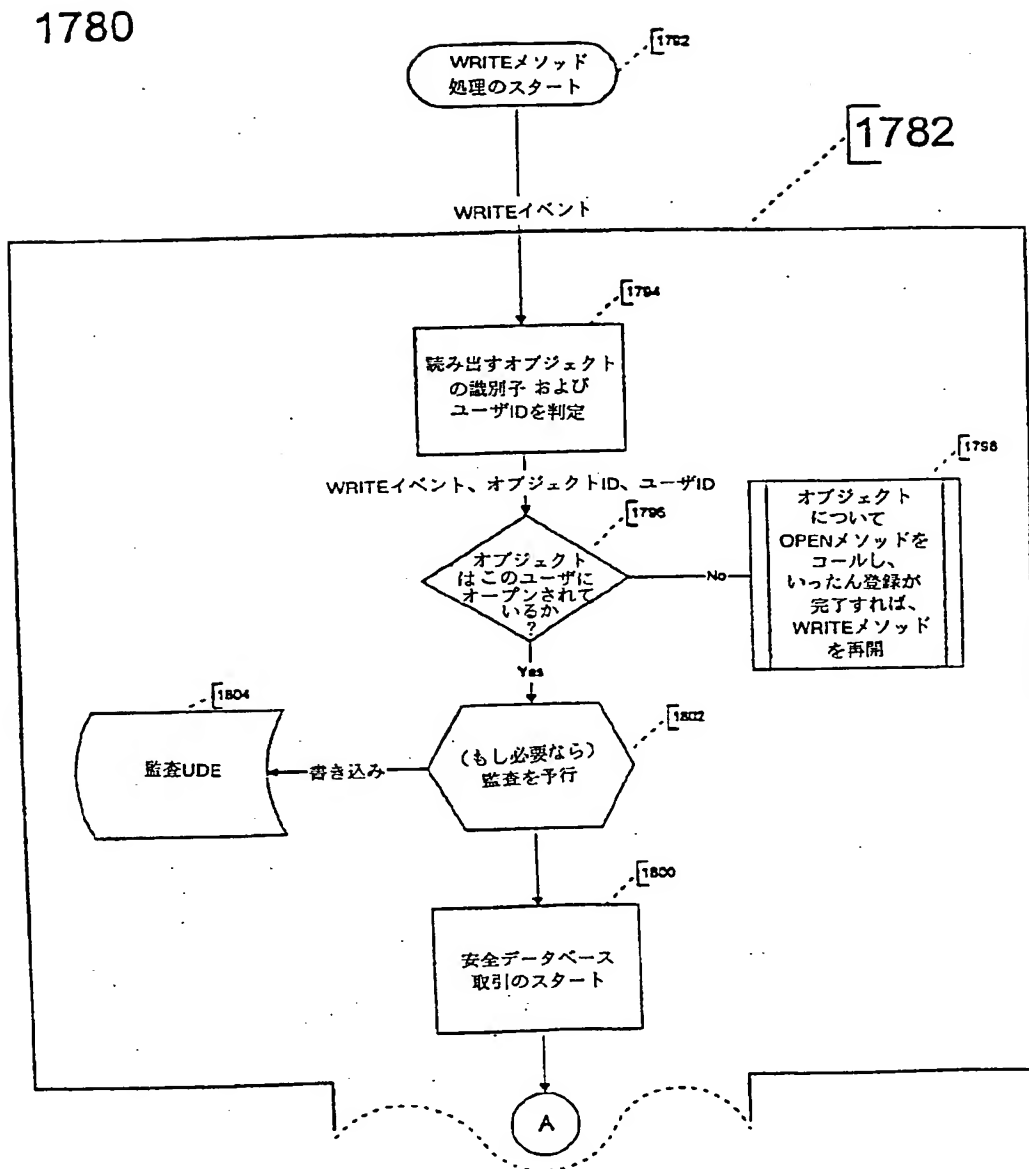 1780
1792
WRITEメソッド
処理のスタート
1782
WRITEイベント
1794
読み出すオブジェクト
の識別子 および
ユーザIDを判定
WRITEイベント、オブジェクトID、ユーザID
1796
オブジェクト
は このユーザに
オープンされて
いるか
?
No
1798
オブジェクト
について
OPENメソッドを
コールし、
いったん登録が
完了すれば、
WRITEメソッド
を再開
Yes
1804
監査UDE
書き込み
1802
(もし必要なら)
監査を予行
1800
安全データベース
取引のスタート
A